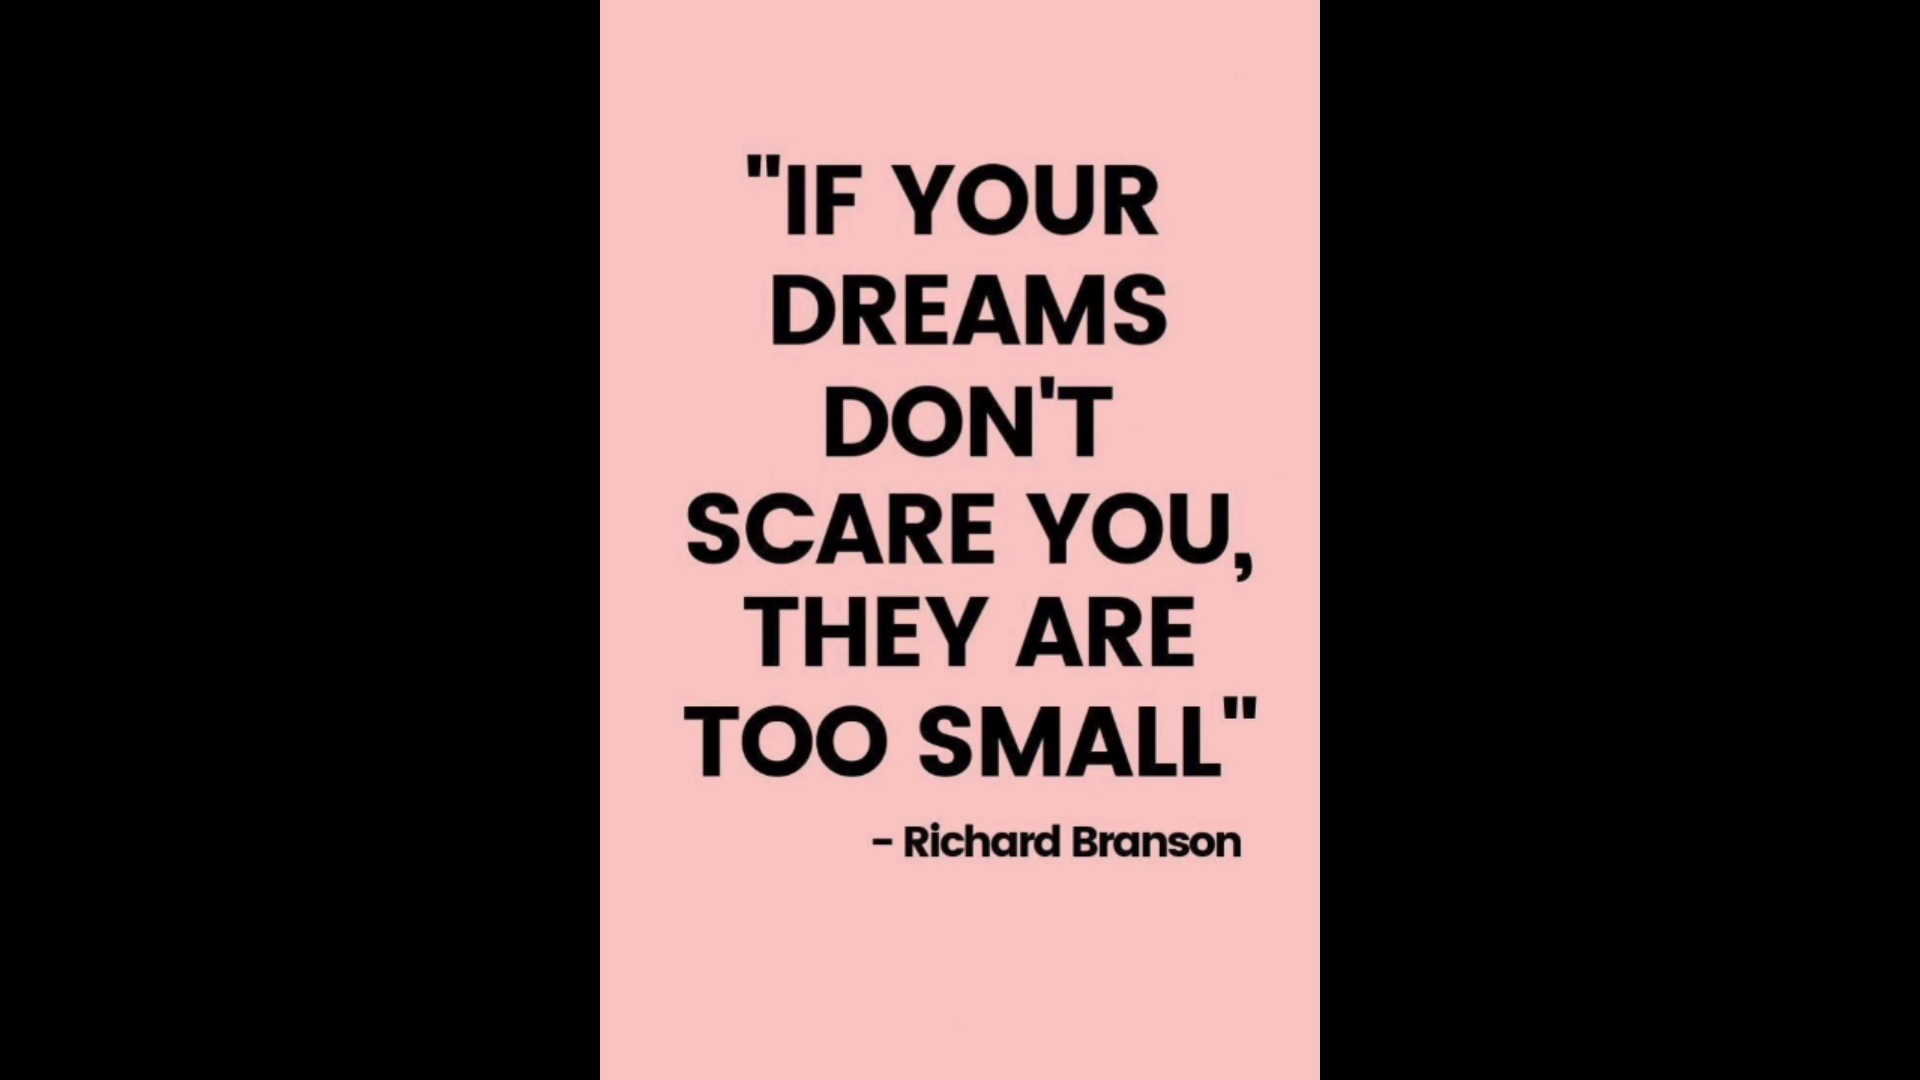 "IF YOUR
DREAMS
DON'T
SCARE YOU,
THEY ARE
TOO SMALL"
- Richard Branson